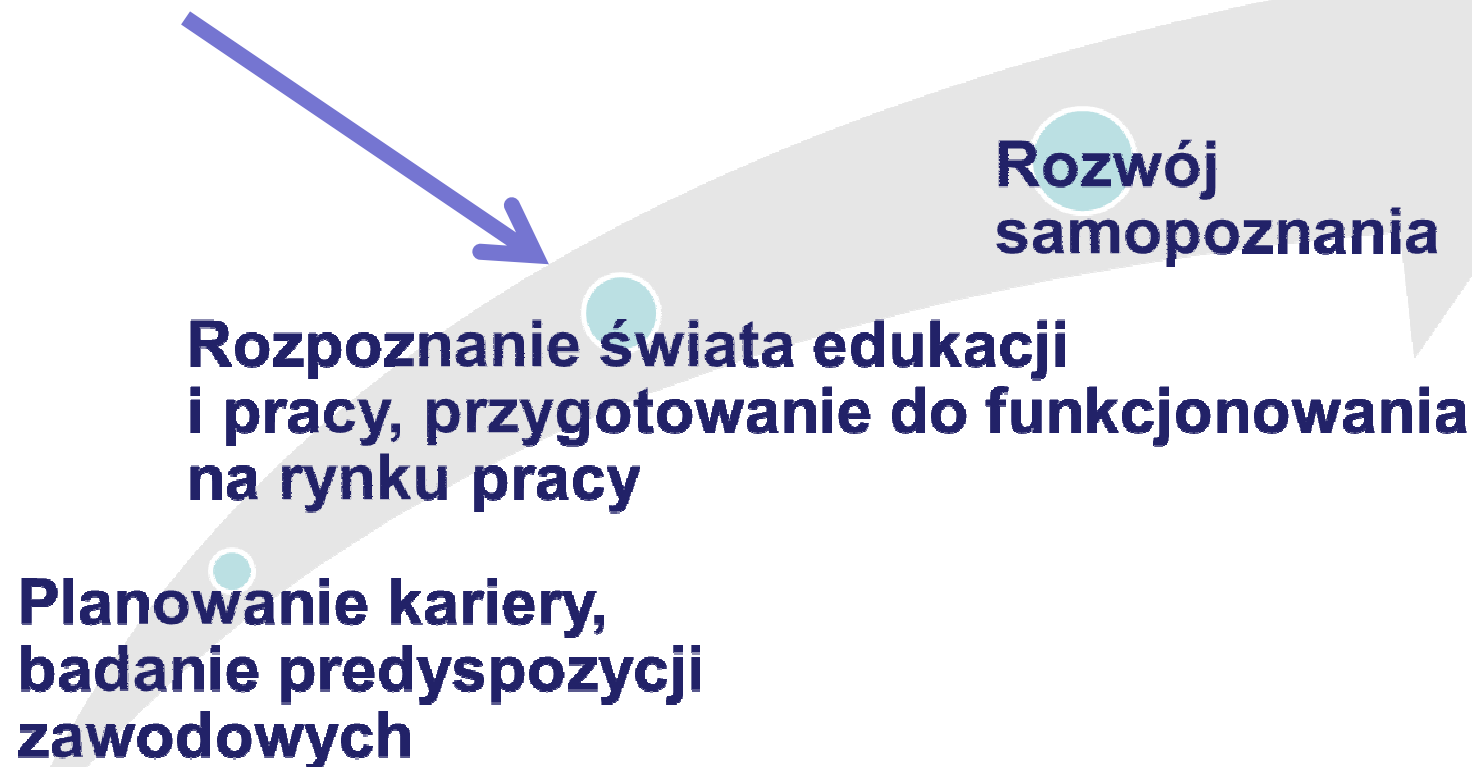 Rozwój
samopoznania
Rozpoznanie świata edukacji
i pracy, przygotowanie do funkcjonowania
na rynku pracy
Planowanie kariery,
badanie predyspozycji
zawodowych